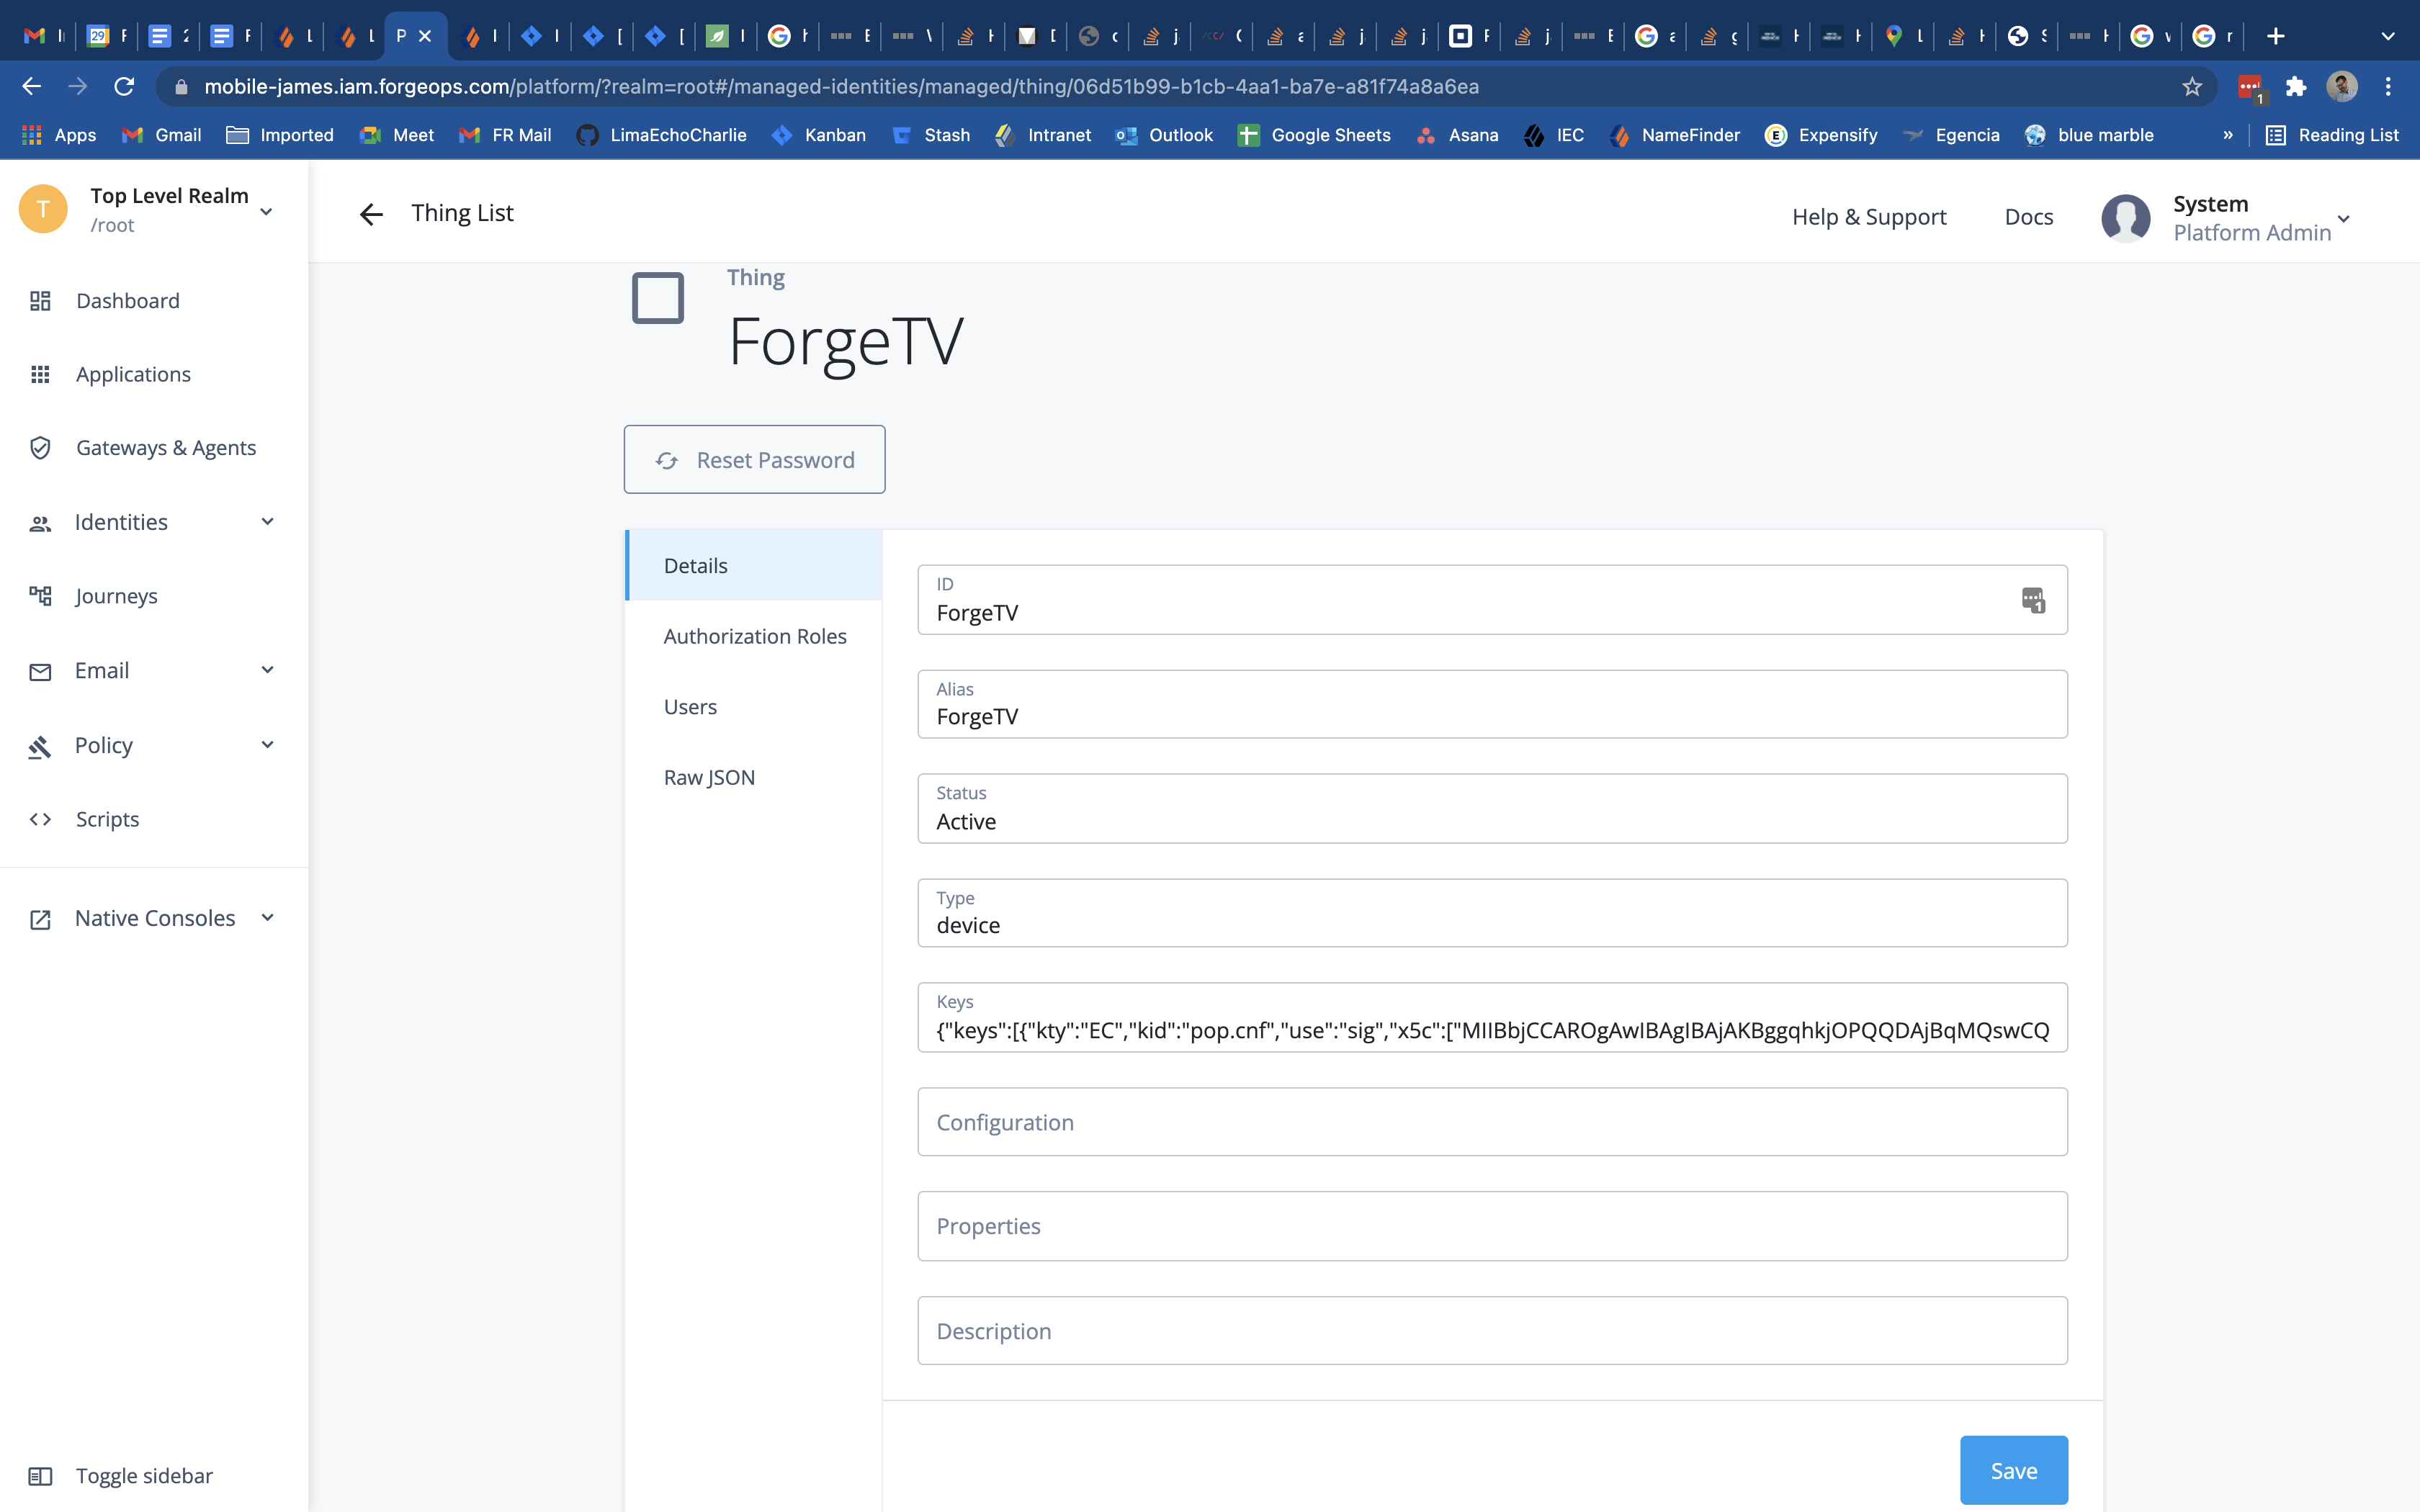 mobile-james.iam.forgeops.com/platform/?realm=root#/managed-identities/managed/thing/06d51b99-b1cb-4aa1-ba7e-a81f74a8a6ea
Apps Gmail Imported Meet FR Mail LimaEchoCharlie Kanban Stash Intranet Outlook Google Sheets Asana IEC NameFinder Expensify Egencia blue marble » Reading List
T
Top Level Realm
/root
Thing List
Help & Support
Docs
System
Platform Admin
Dashboard
Applications
Gateways & Agents
Identities
Journeys
Email
Policy
Scripts
Native Consoles
Toggle sidebar
Thing
ForgeTV
Reset Password
Details
Authorization Roles
Users
Raw JSON
ID
ForgeTV
Alias
ForgeTV
Status
Active
Type
device
Keys
{"keys":[{"kty":"EC","kid":"pop.cnf","use":"sig","x5c":["MIIBbjCCAROgAwIBAgIBAjAKBggqhkjOPQQDAjBqMQswCQ
Configuration
Properties
Description
Save